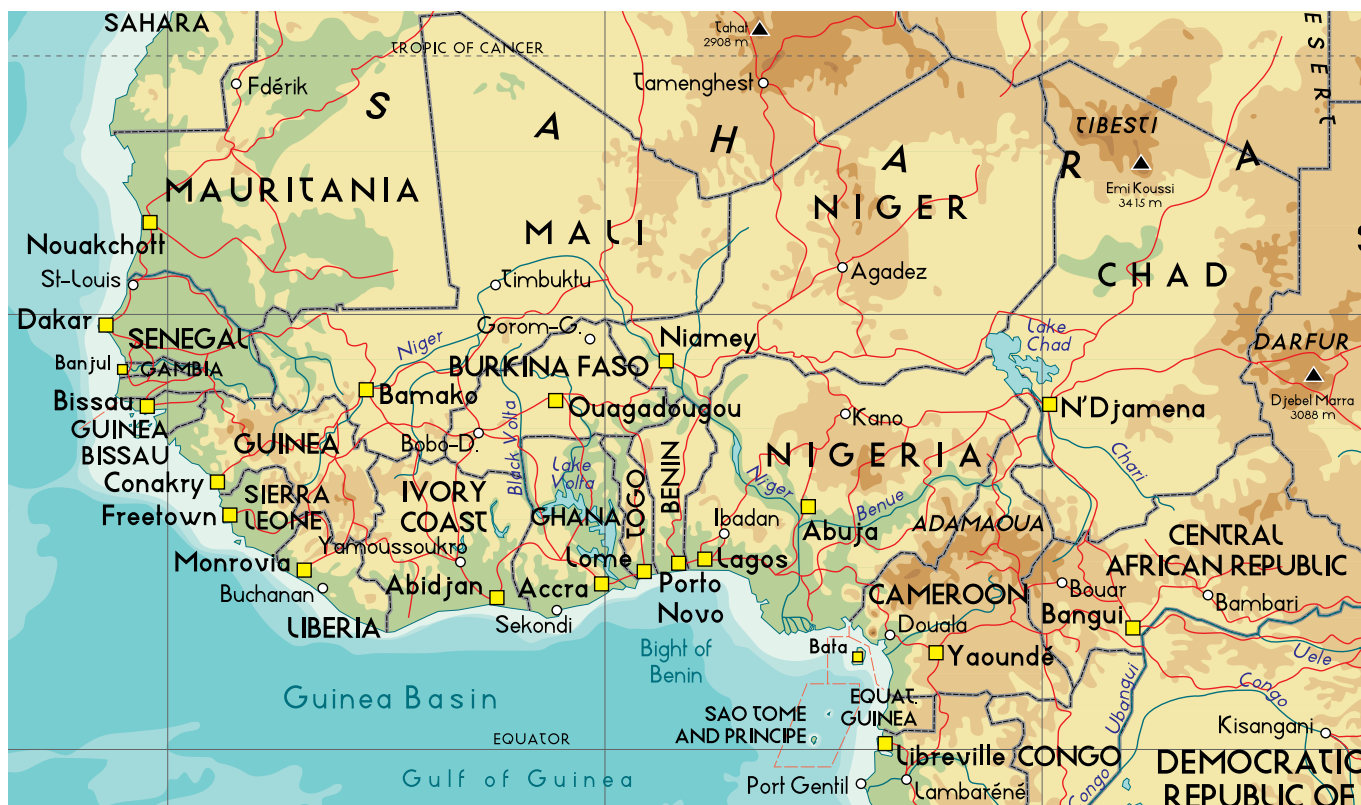 SAHARA
TROPIC OF CANCER
Tahat
2908 m
Fdérik
Tamenghest
S A H A R A
TIBESTI
Emi Koussi
3415 m
ESERT
MAURITANIA
MALI
NIGER
CHAD
Nouakchott
St-Louis
Timbuktu
Agadez
Dakar
SENEGAL
Niger
Gorom-G.
Niamey
Lake
Chad
DARFUR
Banjul
GAMBIA
BURKINA FASO
Djebel Marra
3088 m
Bissau
Bamako
Ouagadougou
Kano
N'Djamena
GUINEA
BISSAU
GUINEA
Bobo-D.
Black Volta
Lake
Volta
BENIN
NIGERIA
Chari
Conakry
SIERRA
LEONE
IVORY
COAST
GHANA
TOGO
Niger
Benue
Freetown
Ibadan
Abuja
ADAMAOUA
CENTRAL
AFRICAN REPUBLIC
Monrovia
Yamoussoukro
Lome
Lagos
Buchanan
Abidjan
Accra
Porto
Novo
CAMEROON
Bouar
Bambari
LIBERIA
Sekondi
Douala
Bangui
Bight of
Benin
Bata
Yaoundé
Uele
Guinea Basin
EQUAT.
GUINEA
Ubangui
Congo
SAO TOME
AND PRINCIPE
Kisangani
EQUATOR
Libreville
CONGO
Gulf of Guinea
Port Gentil
Lambaréné
Congo
DEMOCRATIC
REPUBLIC OF